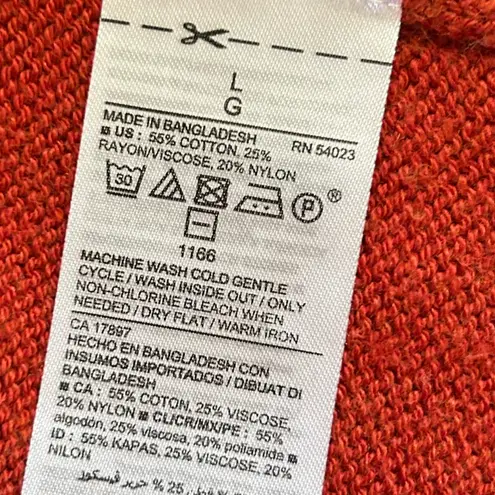 L
G
MADE IN BANGLADESH RN 54023
US : 55% COTTON, 25%
RAYON/VISCOSE, 20% NYLON
30 P ®
1166
MACHINE WASH COLD GENTLE
CYCLE / WASH INSIDE OUT / ONLY
NON-CHLORINE BLEACH WHEN
NEEDED / DRY FLAT / WARM IRON
CA 17897
HECHO EN BANGLADESH CON
INSUMOS IMPORTADOS / DIBUAT DI
BANGLADESH
CA : 55% COTON, 25% VISCOSE,
20% NYLON CL/CR/MX/PE : 55%
algodón, 25% viscosa, 20% poliamida
ID : 55% KAPAS, 25% VISCOSE, 20%
NILON
25 % حرير فيسكوز